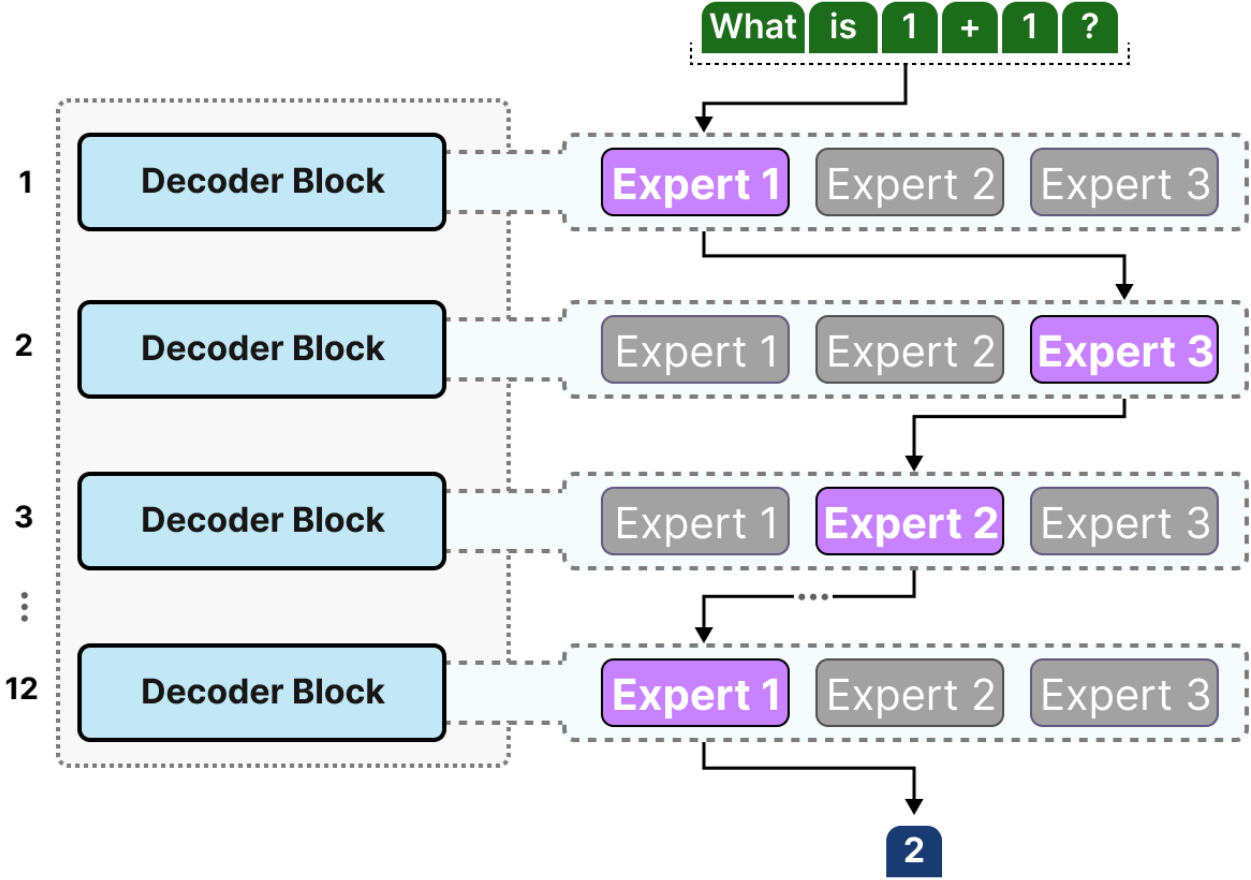 What is 1 + 1 ?
1 Decoder Block Expert 1 Expert 2 Expert 3
2 Decoder Block Expert 1 Expert 2 Expert 3
3 Decoder Block Expert 1 Expert 2 Expert 3
...
12 Decoder Block Expert 1 Expert 2 Expert 3
2